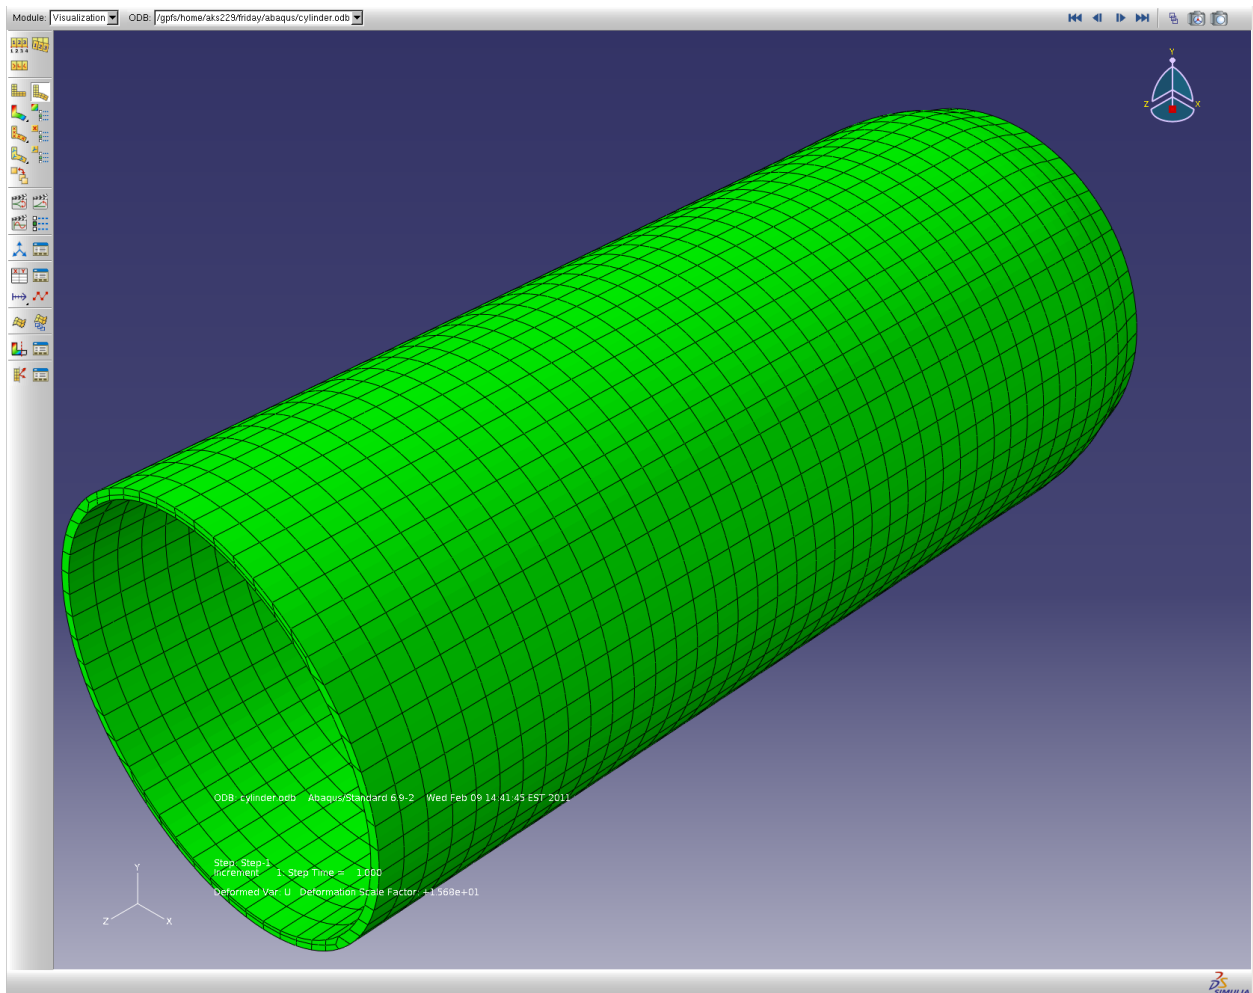 Module: Visualization ODB: /gpfs/home/aks229/friday/abaqus/cylinder.odb
Y
Z X
ODB: cylinder.odb Abaqus/Standard 6.9-2 Wed Feb 09 14:41:45 EST 2011
Step: Step-1
Increment 1: Step Time = 1.000
Deformed Var: U Deformation Scale Factor: +1.568e+01
Y
Z X
SIMULIA